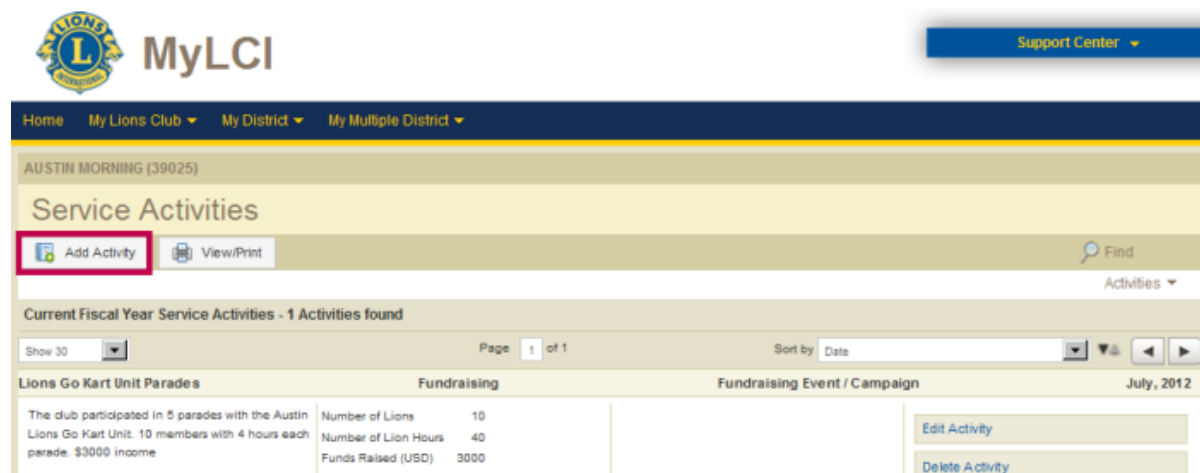 LIONS
L
INTERNATIONAL
MyLCI
Support Center
Home My Lions Club My District My Multiple District
AUSTIN MORNING (39025)
Service Activities
Add Activity View/Print Find
Activities
Current Fiscal Year Service Activities - 1 Activities found
Show 30 Page 1 of 1 Sort by Date
Lions Go Kart Unit Parades Fundraising Fundraising Event / Campaign July, 2012
The club participated in 5 parades with the Austin
Lions Go Kart Unit. 10 members with 4 hours each
parade. $3000 income
Number of Lions 10
Number of Lion Hours 40
Funds Raised (USD) 3000
Edit Activity
Delete Activity